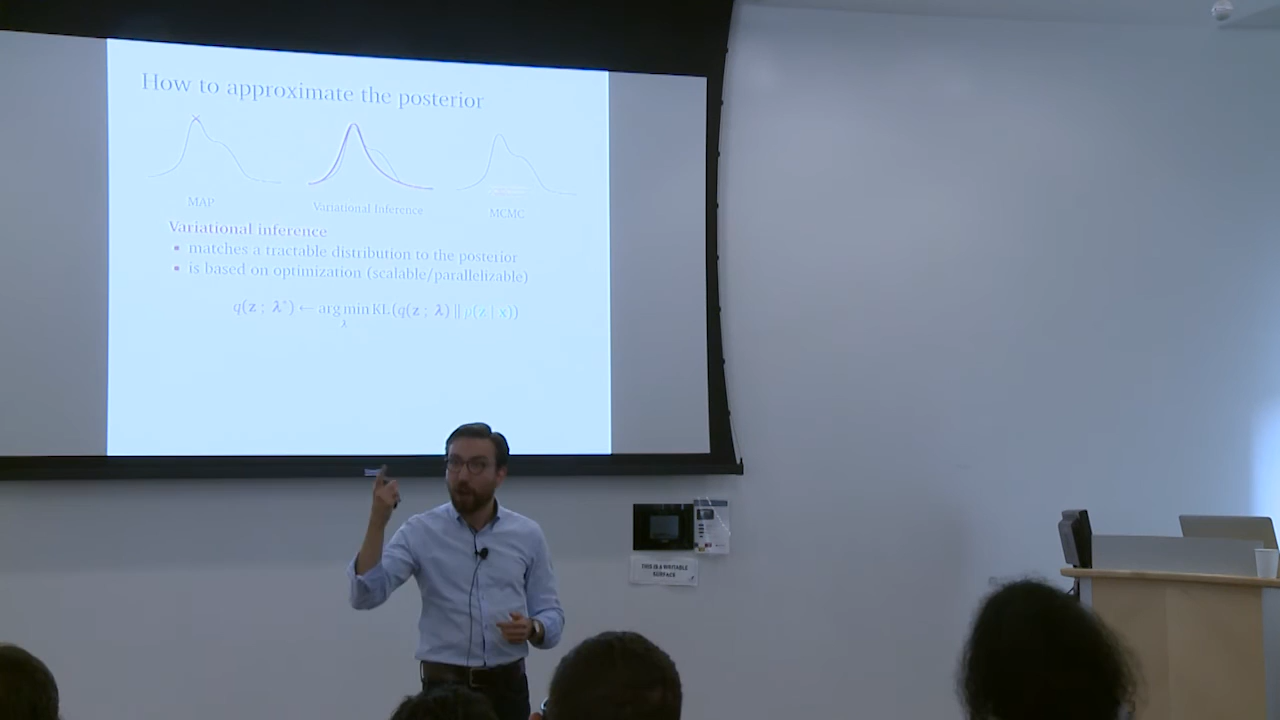 How to approximate the posterior
MAP
Variational Inference
MCMC
Variational inference
▪ matches a tractable distribution to the posterior
▪ is based on optimization (scalable/parallelizable)
q(z ; λ*) ← arg min KL(q(z ; λ) || p(z | x))
λ
THIS IS A WRITABLE
SURFACE